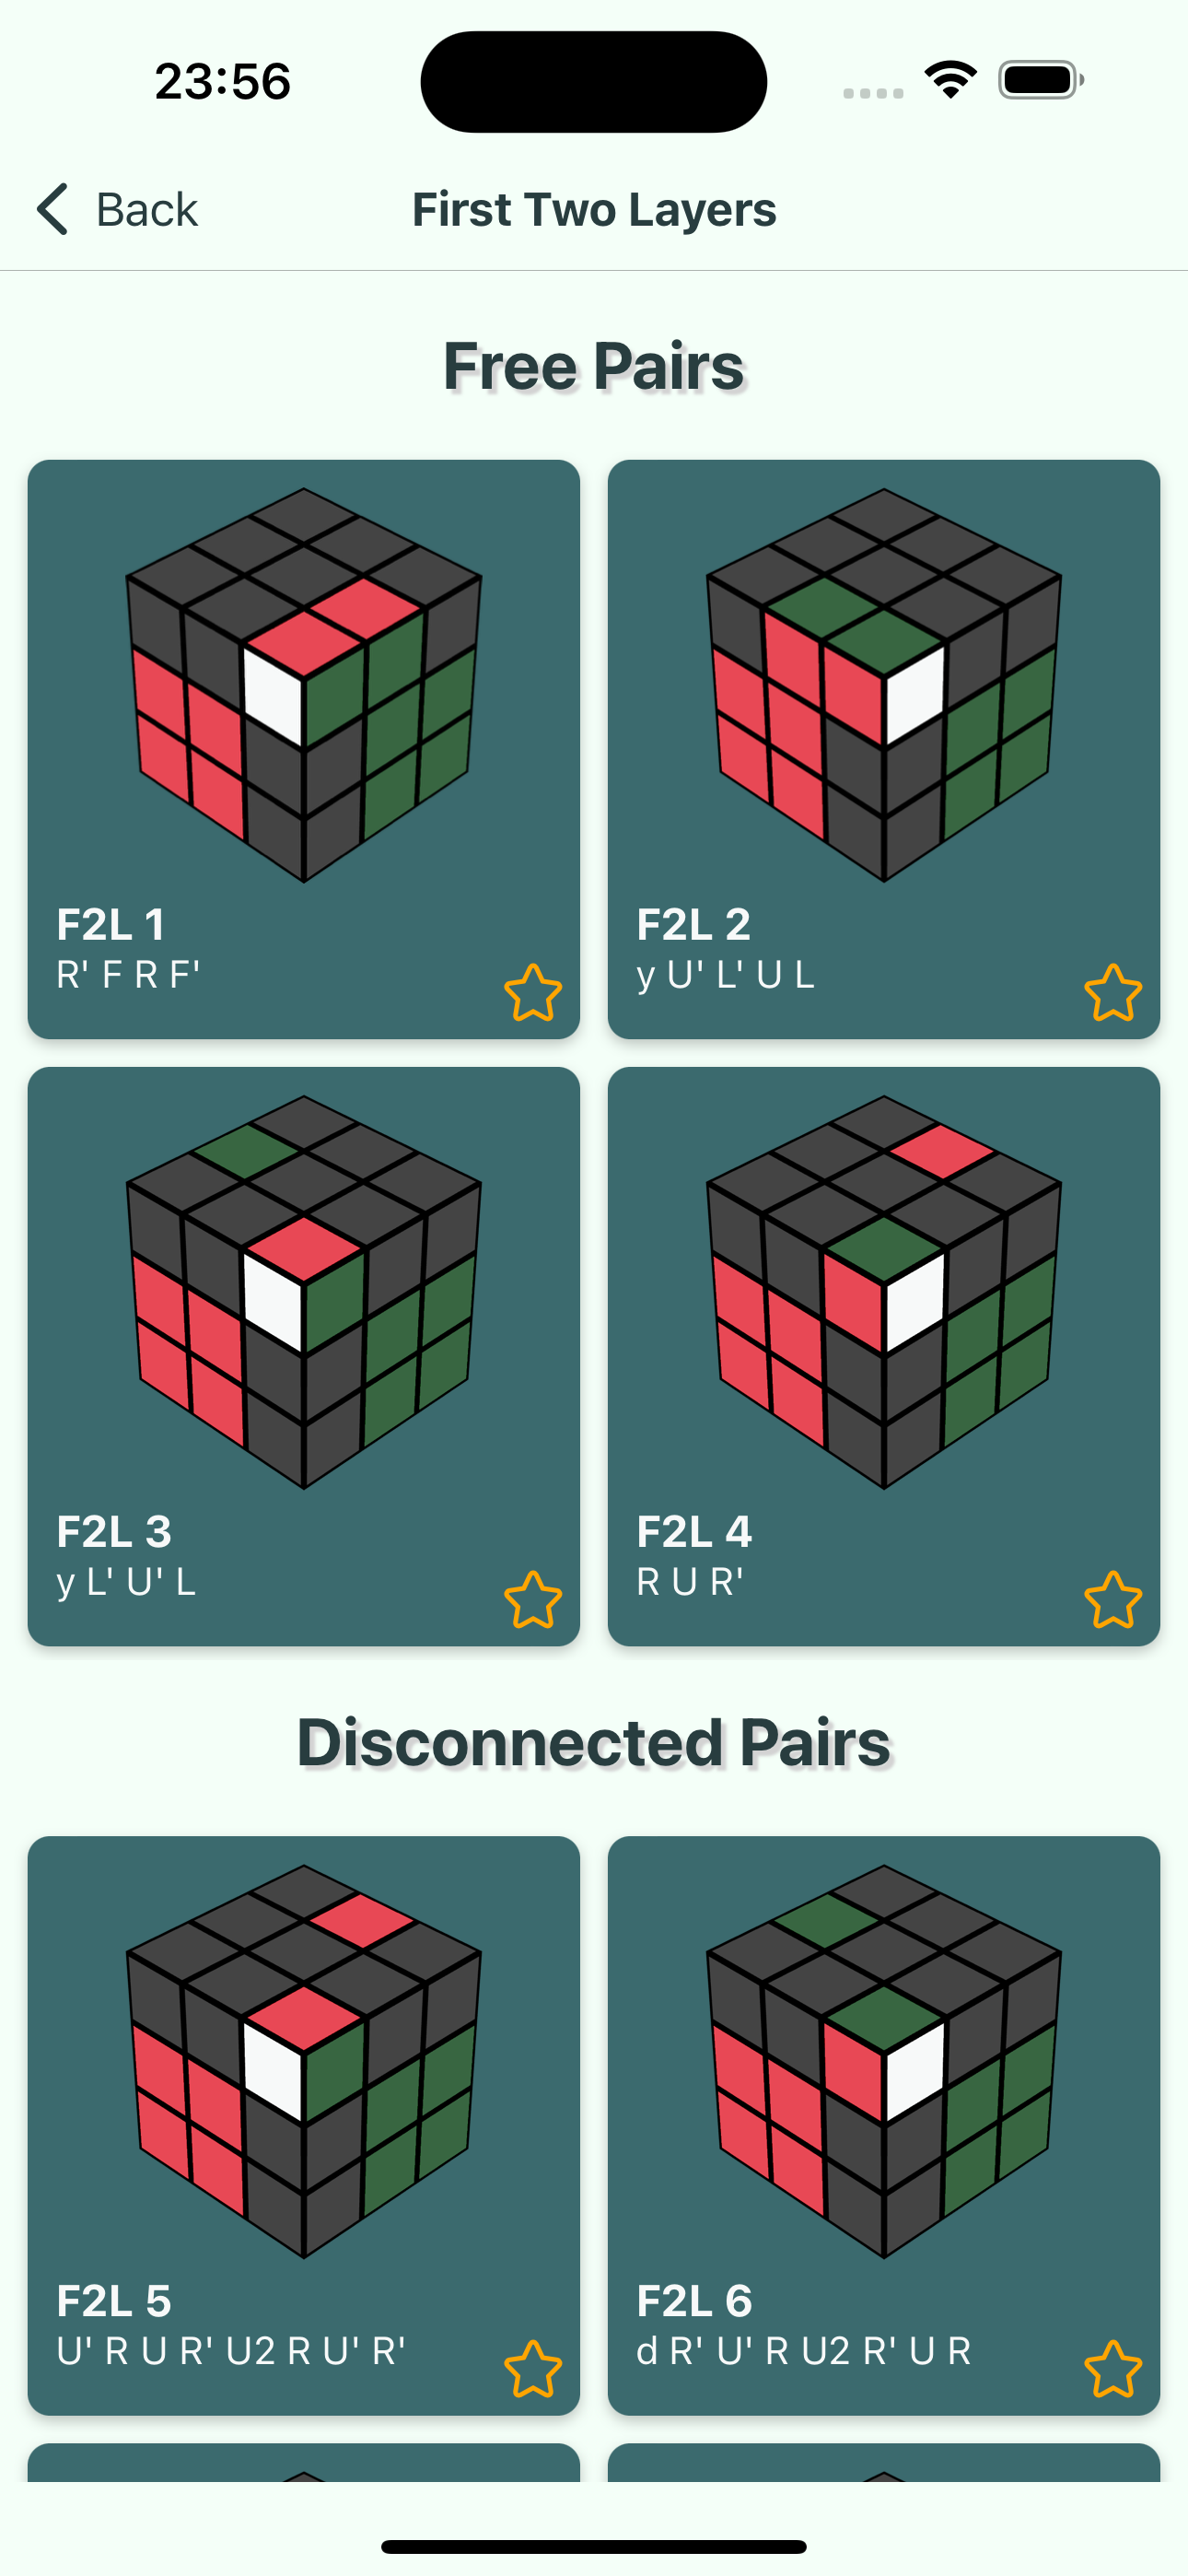 23:56
Back
First Two Layers
Free Pairs
F2L 1
R' F R F'
F2L 2
y U' L' U L
F2L 3
y L' U' L
F2L 4
R U R'
Disconnected Pairs
F2L 5
U' R U R' U2 R U' R'
F2L 6
d R' U' R U2 R' U R